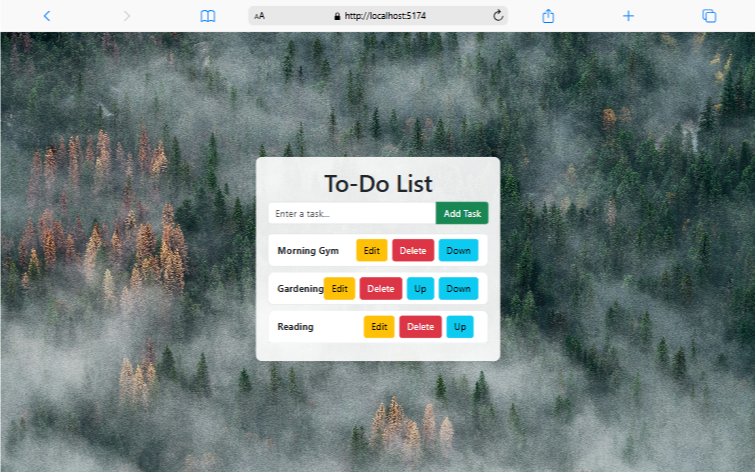 AA http://localhost:5174
To-Do List
Enter a task... Add Task
Morning Gym Edit Delete Down
Gardening Edit Delete Up Down
Reading Edit Delete Up